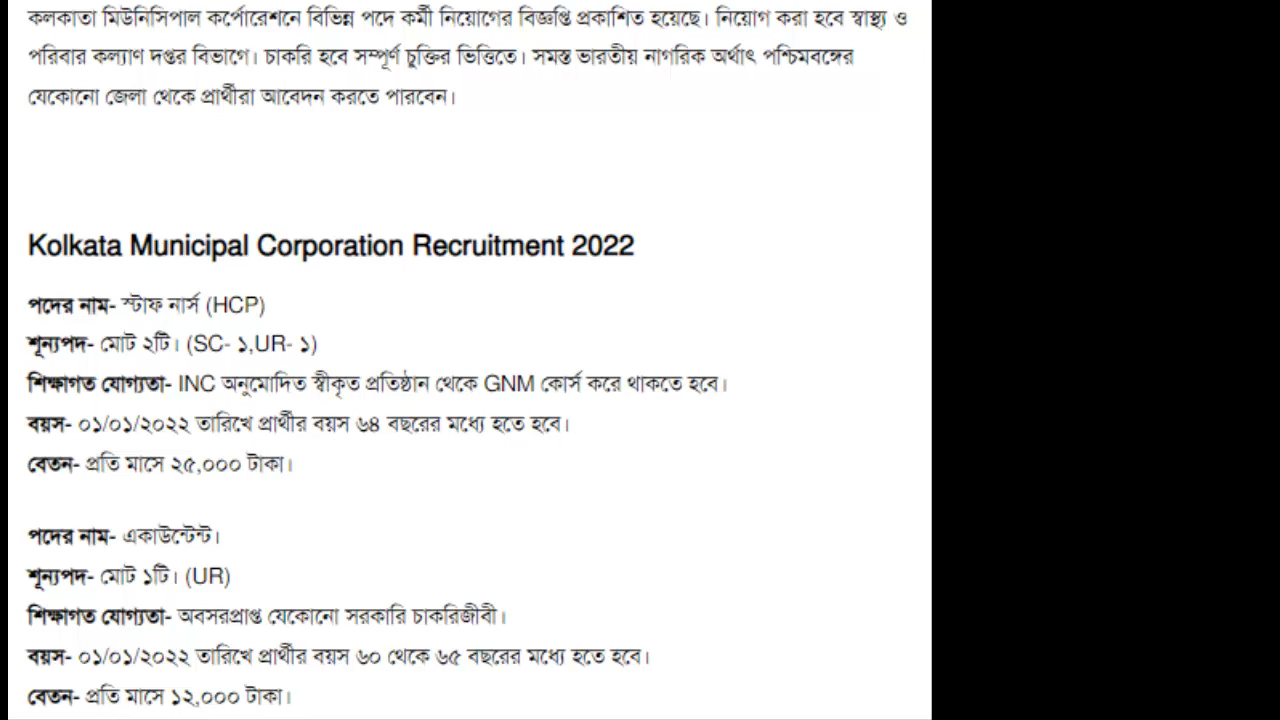 কলকাতা মিউনিসিপাল কর্পোরেশনে বিভিন্ন পদে কর্মী নিয়োগের বিজ্ঞপ্তি প্রকাশিত হয়েছে। নিয়োগ করা হবে স্বাস্থ্য ও
পরিবার কল্যাণ দপ্তর বিভাগে। চাকরি হবে সম্পূর্ণ চুক্তির ভিত্তিতে। সমস্ত ভারতীয় নাগরিক অর্থাৎ পশ্চিমবঙ্গের
যেকোনো জেলা থেকে প্রার্থীরা আবেদন করতে পারবেন।
Kolkata Municipal Corporation Recruitment 2022
পদের নাম- স্টাফ নার্স (HCP)
শূন্যপদ- মোট ২টি। (SC- ১,UR- ১)
শিক্ষাগত যোগ্যতা- INC অনুমোদিত স্বীকৃত প্রতিষ্ঠান থেকে GNM কোর্স করে থাকতে হবে।
বয়স- ০১/০১/২০২২ তারিখে প্রার্থীর বয়স ৬৪ বছরের মধ্যে হতে হবে।
বেতন- প্রতি মাসে ২৫,০০০ টাকা।
পদের নাম- একাউন্টেন্ট।
শূন্যপদ- মোট ১টি। (UR)
শিক্ষাগত যোগ্যতা- অবসরপ্রাপ্ত যেকোনো সরকারি চাকরিজীবী।
বয়স- ০১/০১/২০২২ তারিখে প্রার্থীর বয়স ৬০ থেকে ৬৫ বছরের মধ্যে হতে হবে।
বেতন- প্রতি মাসে ১২,০০০ টাকা।